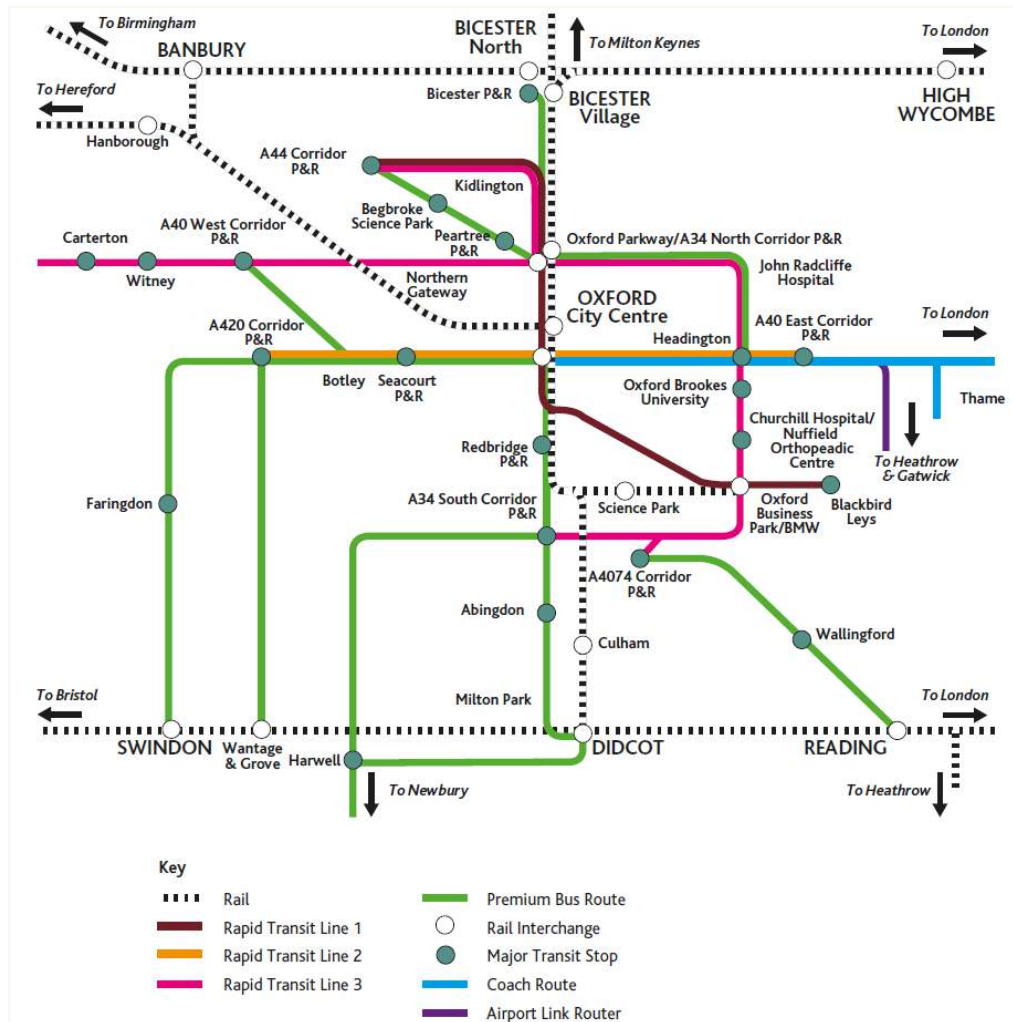 To Birmingham
BANBURY
BICESTER
North
To Milton Keynes
To London
To Hereford
Bicester P&R
BICESTER
Village
HIGH
WYCOMBE
Hanborough
A44 Corridor
P&R
Kidlington
Begbroke
Science Park
Peartree
P&R
Carterton
A40 West Corridor
P&R
Oxford Parkway/A34 North Corridor P&R
Witney
Northern
Gateway
John Radcliffe
Hospital
OXFORD
City Centre
A420 Corridor
P&R
Headington
A40 East Corridor
P&R
To London
Botley
Seacourt
P&R
Oxford Brookes
University
Thame
Redbridge
P&R
Churchill Hospital/
Nuffield
Orthopeadic
Centre
To Heathrow
& Gatwick
Faringdon
A34 South Corridor
P&R
Science Park
Oxford
Business
Park/BMW
Blackbird
Leys
A4074 Corridor
P&R
Abingdon
Culham
Wallingford
To Bristol
Milton Park
To London
SWINDON
Wantage
& Grove
Harwell
DIDCOT
READING
To Newbury
To Heathrow
Key
Rail
Rapid Transit Line 1
Rapid Transit Line 2
Rapid Transit Line 3
Premium Bus Route
Rail Interchange
Major Transit Stop
Coach Route
Airport Link Router